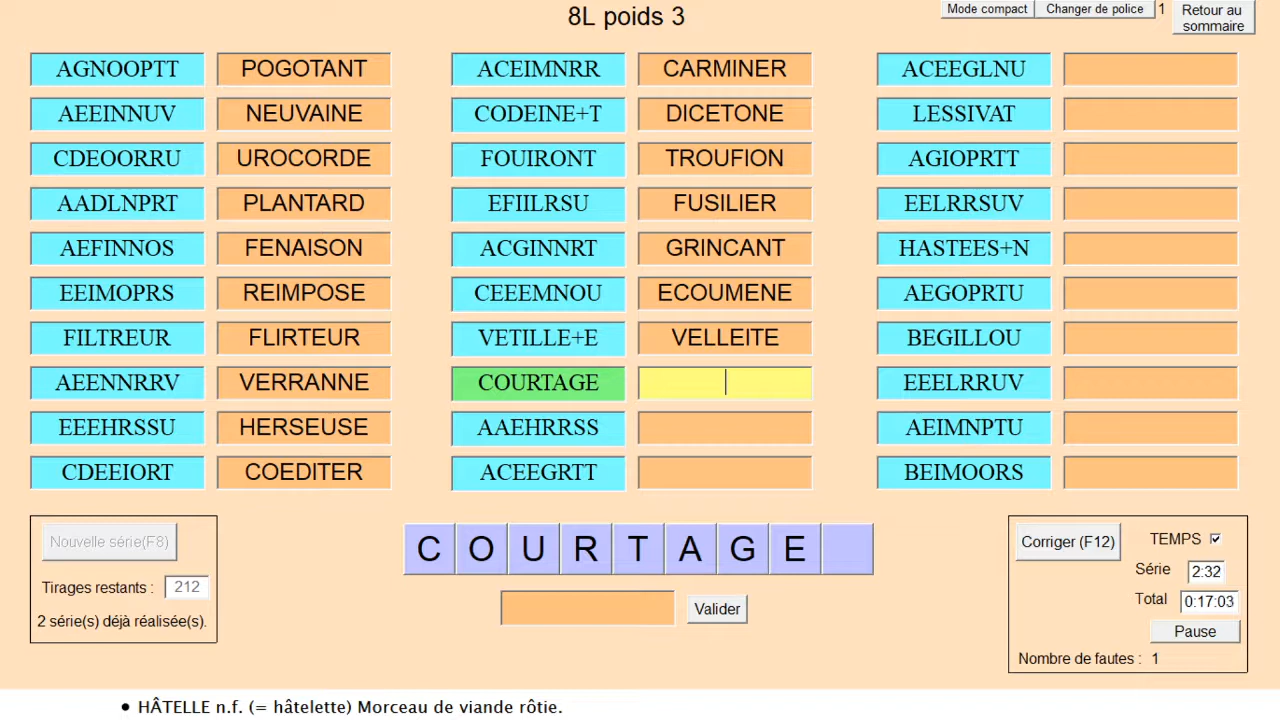 8L poids 3
Mode compact Changer de police 1 Retour au sommaire
AGNOOPTT POGOTANT ACEIMNRR CARMINER ACEEGLNU
AEEINNUV NEUVAINE CODEINE+T DICETONE LESSIVAT
CDEOORRU UROCORDE FOUIRONT TROUFION AGIOPRTT
AADLNPRT PLANTARD EFIILRSU FUSILIER EELRRSUV
AEFINNOS FENAISON ACGINNRT GRINCANT HASTEES+N
EEIMOPRS REIMPOSE CEEEMNOU ECOUMENE AEGOPRTU
FILTREUR FLIRTEUR VETILLE+E VELLEITE BEGILLOU
AEENNRRV VERRANNE COURTAGE EEELRRUV
EEEHRSSU HERSEUSE AAEHRRSS AEIMNPTU
CDEEIORT COEDITER ACEEGRTT BEIMOORS
Nouvelle série(F8)
Tirages restants : 212
2 série(s) déjà réalisée(s).
C O U R T A G E
Valider
Corriger (F12) TEMPS
Série 2:32
Total 0:17:03
Pause
Nombre de fautes : 1
• HÂTELLE n.f. (= hâtelette) Morceau de viande rôtie.